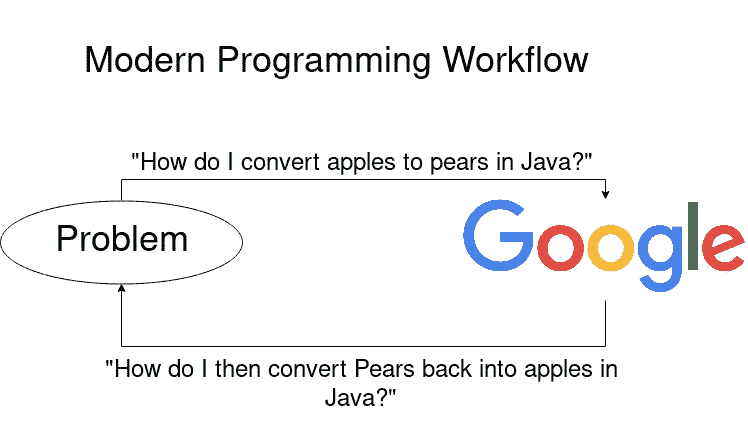 Modern Programming Workflow
"How do I convert apples to pears in Java?"
Problem
Google
"How do I then convert Pears back into apples in
Java?"